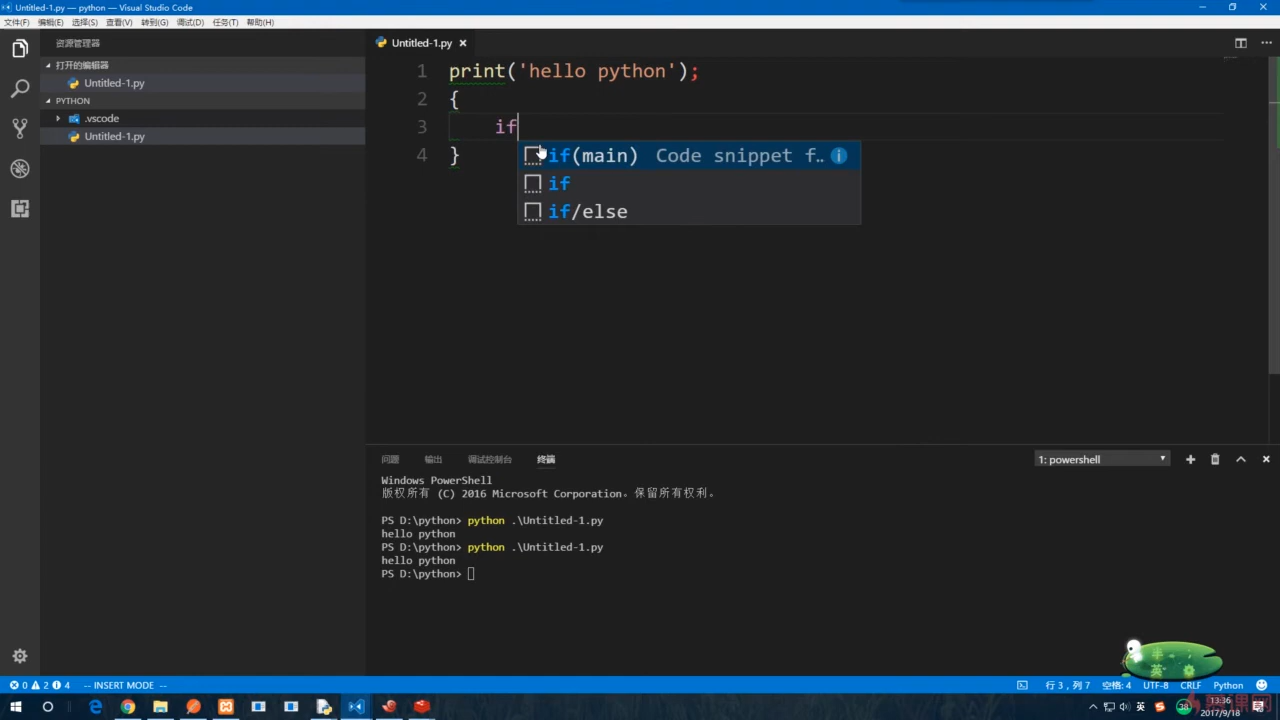 Untitled-1.py — python — Visual Studio Code
文件(F) 编辑(E) 选择(S) 查看(V) 转到(G) 调试(D) 任务(T) 帮助(H)
资源管理器
打开的编辑器
Untitled-1.py
PYTHON
.vscode
Untitled-1.py
Untitled-1.py
1 print('hello python');
2 {
3 if
4 }
if(main) Code snippet f..
if
if/else
问题 输出 调试控制台 终端
1: powershell
Windows PowerShell
版权所有 (C) 2016 Microsoft Corporation。保留所有权利。
PS D:\python> python .\Untitled-1.py
hello python
PS D:\python> python .\Untitled-1.py
hello python
PS D:\python>
半
英
0 2 4 -- INSERT MODE --
行 3，列 7 空格: 4 UTF-8 CRLF Python
英 38 13:36
2017/9/18